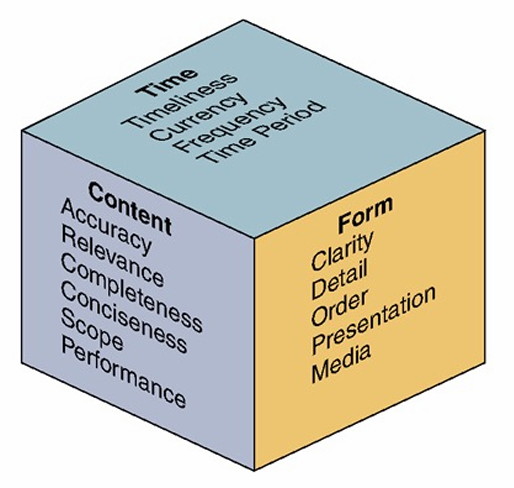 Time
Timeliness
Currency
Frequency
Time Period
Content
Accuracy
Relevance
Completeness
Conciseness
Scope
Performance
Form
Clarity
Detail
Order
Presentation
Media